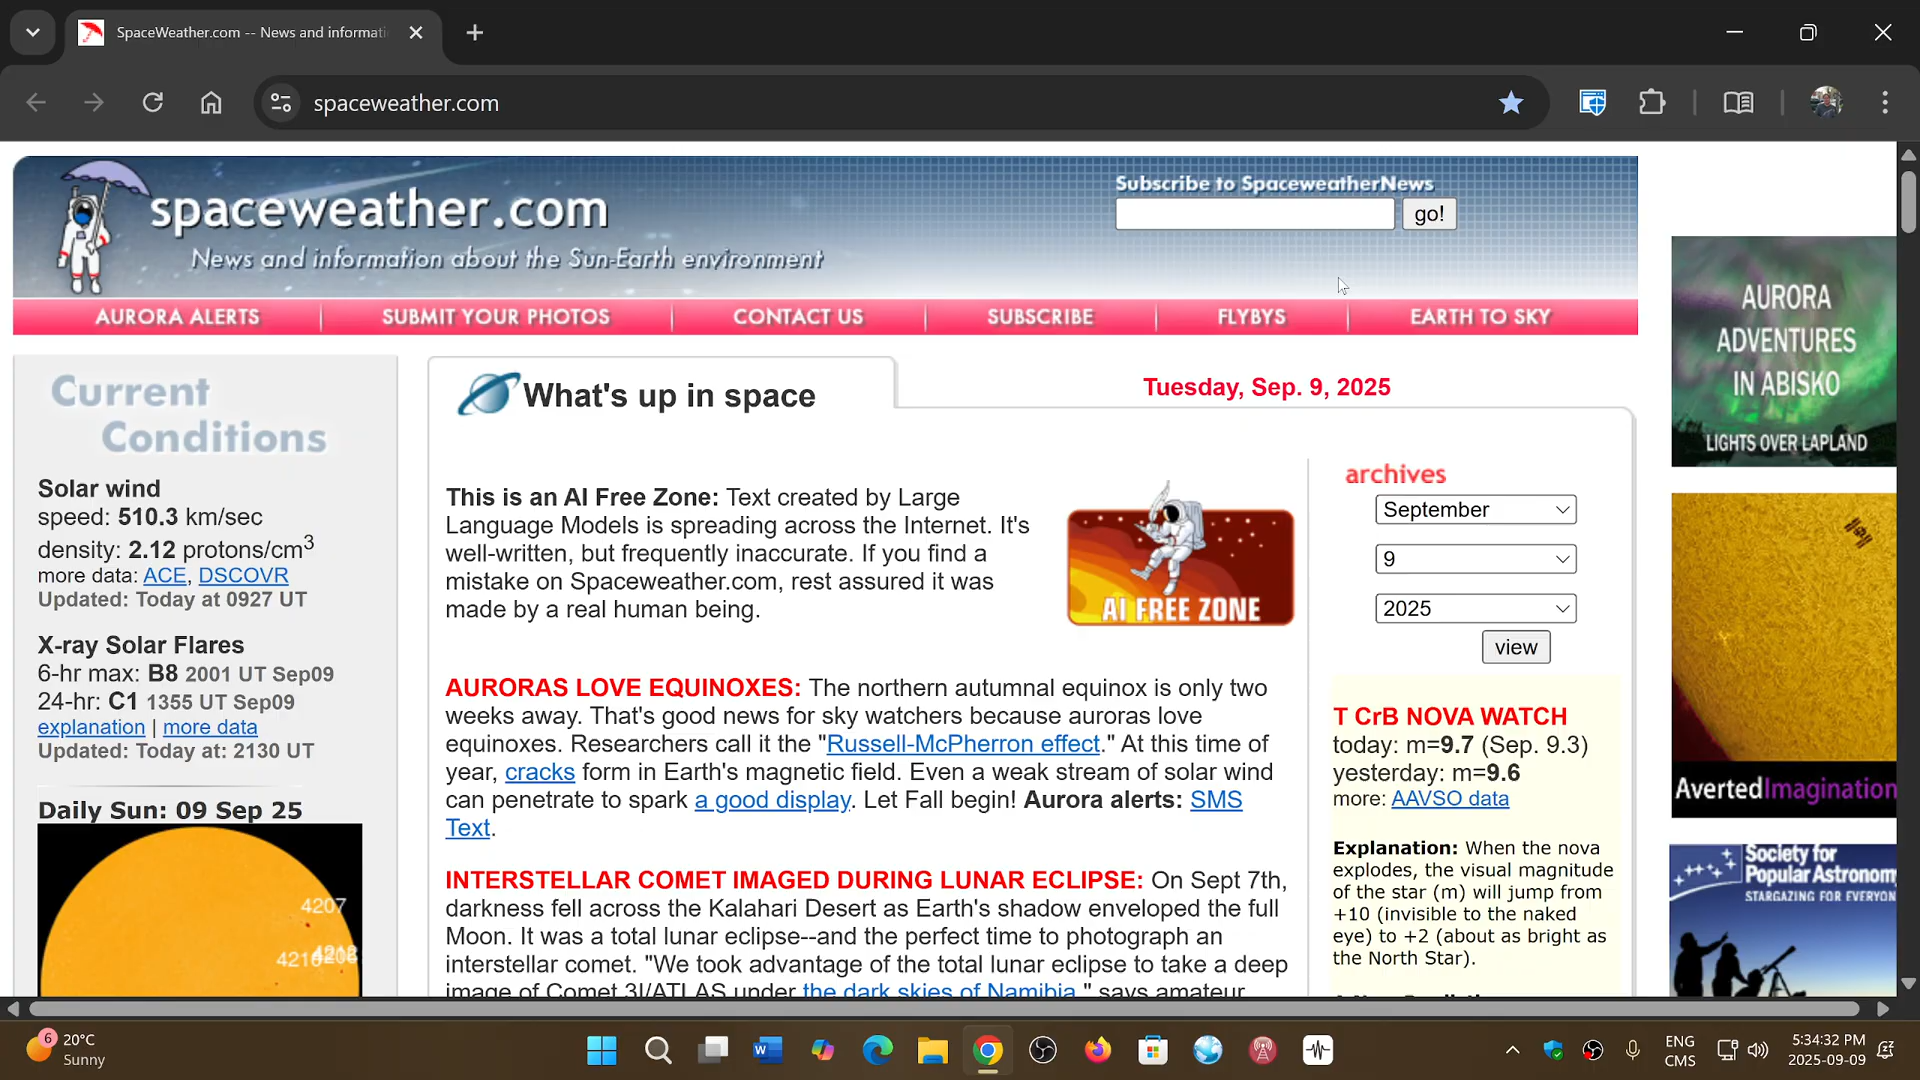 SpaceWeather.com -- News and informati
spaceweather.com
spaceweather.com
News and information about the Sun-Earth environment
Subscribe to SpaceweatherNews
go!
AURORA ALERTS
SUBMIT YOUR PHOTOS
CONTACT US
SUBSCRIBE
FLYBYS
EARTH TO SKY
Current
Conditions
Solar wind
speed: 510.3 km/sec
density: 2.12 protons/cm3
more data: ACE, DSCOVR
Updated: Today at 0927 UT
X-ray Solar Flares
6-hr max: B8 2001 UT Sep09
24-hr: C1 1355 UT Sep09
explanation | more data
Updated: Today at: 2130 UT
Daily Sun: 09 Sep 25
4207
What's up in space
Tuesday, Sep. 9, 2025
This is an AI Free Zone: Text created by Large
Language Models is spreading across the Internet. It's
well-written, but frequently inaccurate. If you find a
mistake on Spaceweather.com, rest assured it was
made by a real human being.
AI FREE ZONE
AURORAS LOVE EQUINOXES: The northern autumnal equinox is only two
weeks away. That's good news for sky watchers because auroras love
equinoxes. Researchers call it the "Russell-McPherron effect." At this time of
year, cracks form in Earth's magnetic field. Even a weak stream of solar wind
can penetrate to spark a good display. Let Fall begin! Aurora alerts: SMS
Text.
INTERSTELLAR COMET IMAGED DURING LUNAR ECLIPSE: On Sept 7th,
darkness fell across the Kalahari Desert as Earth's shadow enveloped the full
Moon. It was a total lunar eclipse--and the perfect time to photograph an
interstellar comet. "We took advantage of the total lunar eclipse to take a deep
image of Comet 3I/ATLAS under the dark skies of Namibia," says amateur
archives
September
9
2025
view
T CrB NOVA WATCH
today: m=9.7 (Sep. 9.3)
yesterday: m=9.6
more: AAVSO data
Explanation: When the nova
explodes, the visual magnitude
of the star (m) will jump from
+10 (invisible to the naked
eye) to +2 (about as bright as
the North Star).
AURORA
ADVENTURES
IN ABISKO
LIGHTS OVER LAPLAND
AvertedImagination
Society for
Popular Astronom
STARGAZING FOR EVERYON
6
20°C
Sunny
ENG
CMS
5:34:32 PM
2025-09-09